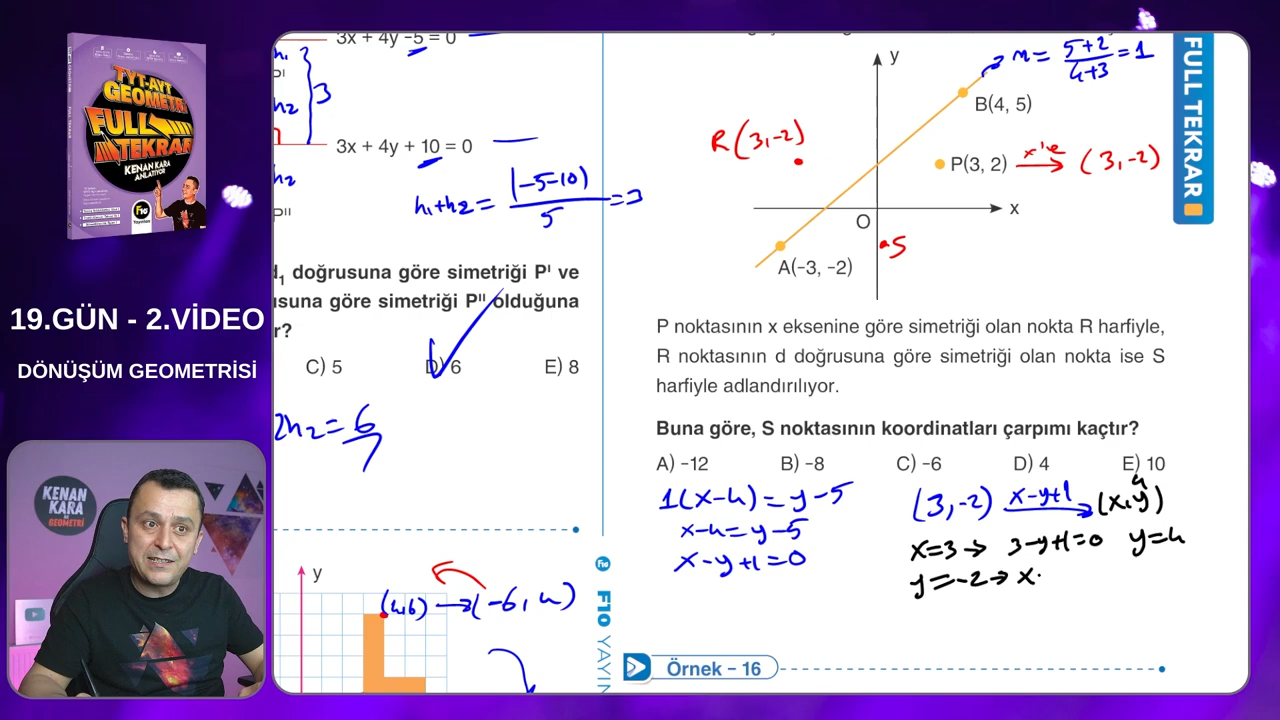 TYT-AYT
GEOMETRİ
FULL
TEKRAR
KENAN KARA
ANLATIYOR
F10
19.GÜN - 2.VİDEO
DÖNÜŞÜM GEOMETRİSİ
KENAN
KARA
GEOMETRİ
3x + 4y -5 = 0
3
3x + 4y + 10 = 0
h₁+h₂ = |-5-10| / 5 = 3
d₁ doğrusuna göre simetriği Pᴵ ve
usuna göre simetriği Pᴵᴵ olduğuna
r?
C) 5 D) 6 E) 8
2h₂ = 6
y
(4,6) → (-6, 4)
F10 YAYIN
FULL TEKRAR
y
m = 5+2 / 4+3 = 1
B(4, 5)
R (3,-2)
P(3, 2) x'e → (3,-2)
O
x
S
A(−3, −2)
P noktasının x eksenine göre simetriği olan nokta R harfiyle,
R noktasının d doğrusuna göre simetriği olan nokta ise S
harfiyle adlandırılıyor.
Buna göre, S noktasının koordinatları çarpımı kaçtır?
A) −12 B) −8 C) −6 D) 4 E) 10
1(x-4) = y-5
x-4 = y-5
x-y+1=0
(3,-2) x-y+1 → (x,y)
4
x=3 → 3-y+1=0 y=4
y=-2 → x
Örnek − 16